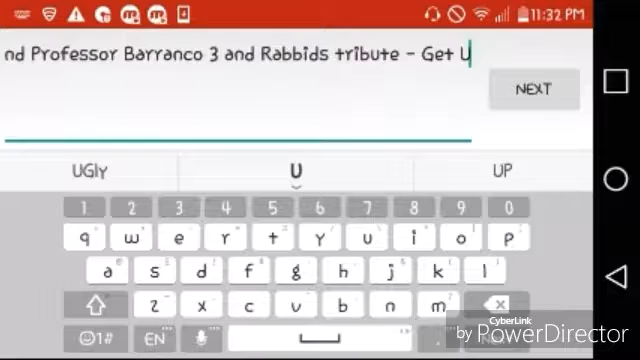 11:32 PM
nd Professor Barranco 3 and Rabbids tribute - Get U
NEXT
UGly U UP
1 2 3 4 5 6 7 8 9 0
q w e r t y u i o p
a s d f g h j k l
z x c v b n m
1# EN
CyberLink
by PowerDirector